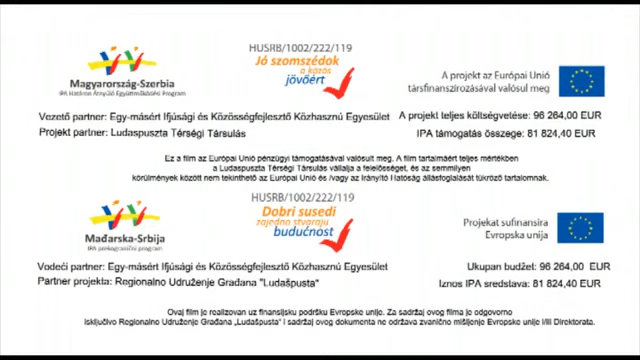 HUSRB/1002/222/119
Jó szomszédok
a közös
jövőért
Magyarország-Szerbia
IPA Határon Átnyúló Együttműködési Program
A projekt az Európai Unió
társfinanszírozásával valósul meg
Vezető partner: Egy-másért Ifjúsági és Közösségfejlesztő Közhasznú Egyesület
A projekt teljes költségvetése: 96 264,00 EUR
Projekt partner: Ludaspuszta Térségi Társulás
IPA támogatás összege: 81 824,40 EUR
Ez a film az Európai Unió pénzügyi támogatásával valósult meg. A film tartalmáért teljes mértékben
a Ludaspuszta Térségi Társulás vállalja a felelősséget, és az semmilyen
körülmények között nem tekinthető az Európai Unió és /vagy az Irányító Hatóság állásfoglalását tükröző tartalomnak.
HUSRB/1002/222/119
Dobri susedi
zajedno stvaraju
budućnost
Mađarska-Srbija
IPA prekogranični program
Projekat sufinansira
Evropska unija
Vodeći partner: Egy-másért Ifjúsági és Közösségfejlesztő Közhasznú Egyesület
Ukupan budžet: 96 264,00 EUR
Partner projekta: Regionalno Udruženje Građana "Ludašpusta"
Iznos IPA sredstava: 81 824,40 EUR
Ovaj film je realizovan uz finansijsku podršku Evropske unije. Za sadržaj ovog filma je odgovorno
isključivo Regionalno Udruženje Građana „Ludašpusta" i sadržaj ovog dokumenta ne održava zvanično mišljenje Evropske unije i/ili Direktorata.